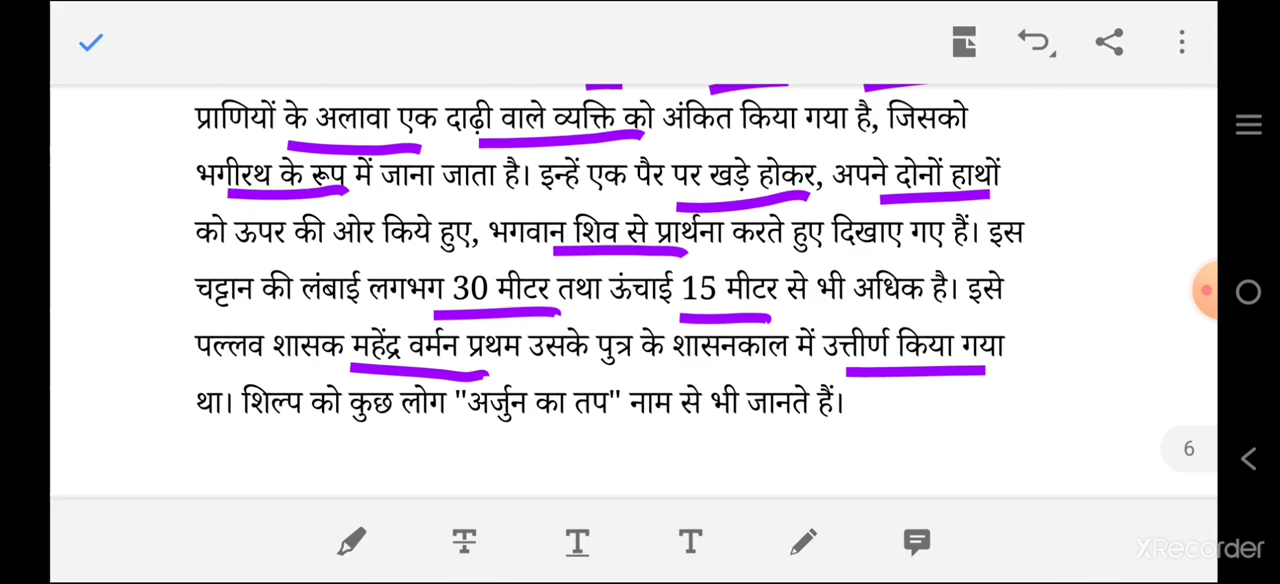 प्राणियों के अलावा एक दाढ़ी वाले व्यक्ति को अंकित किया गया है, जिसको
भगीरथ के रूप में जाना जाता है। इन्हें एक पैर पर खड़े होकर, अपने दोनों हाथों
को ऊपर की ओर किये हुए, भगवान शिव से प्रार्थना करते हुए दिखाए गए हैं। इस
चट्टान की लंबाई लगभग 30 मीटर तथा ऊंचाई 15 मीटर से भी अधिक है। इसे
पल्लव शासक महेंद्र वर्मन प्रथम उसके पुत्र के शासनकाल में उत्तीर्ण किया गया
था। शिल्प को कुछ लोग "अर्जुन का तप" नाम से भी जानते हैं।
6
XRecorder